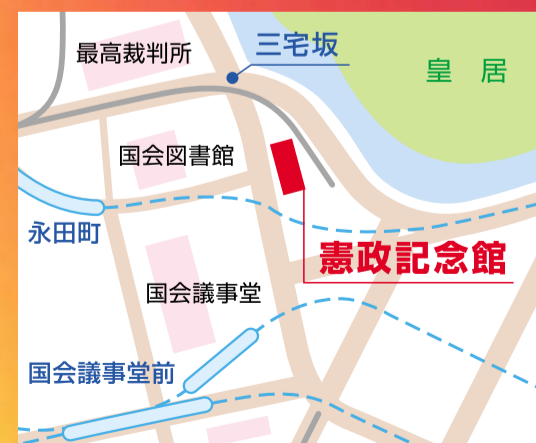 最高裁判所
三宅坂
皇 居
国会図書館
永田町
憲政記念館
国会議事堂
国会議事堂前